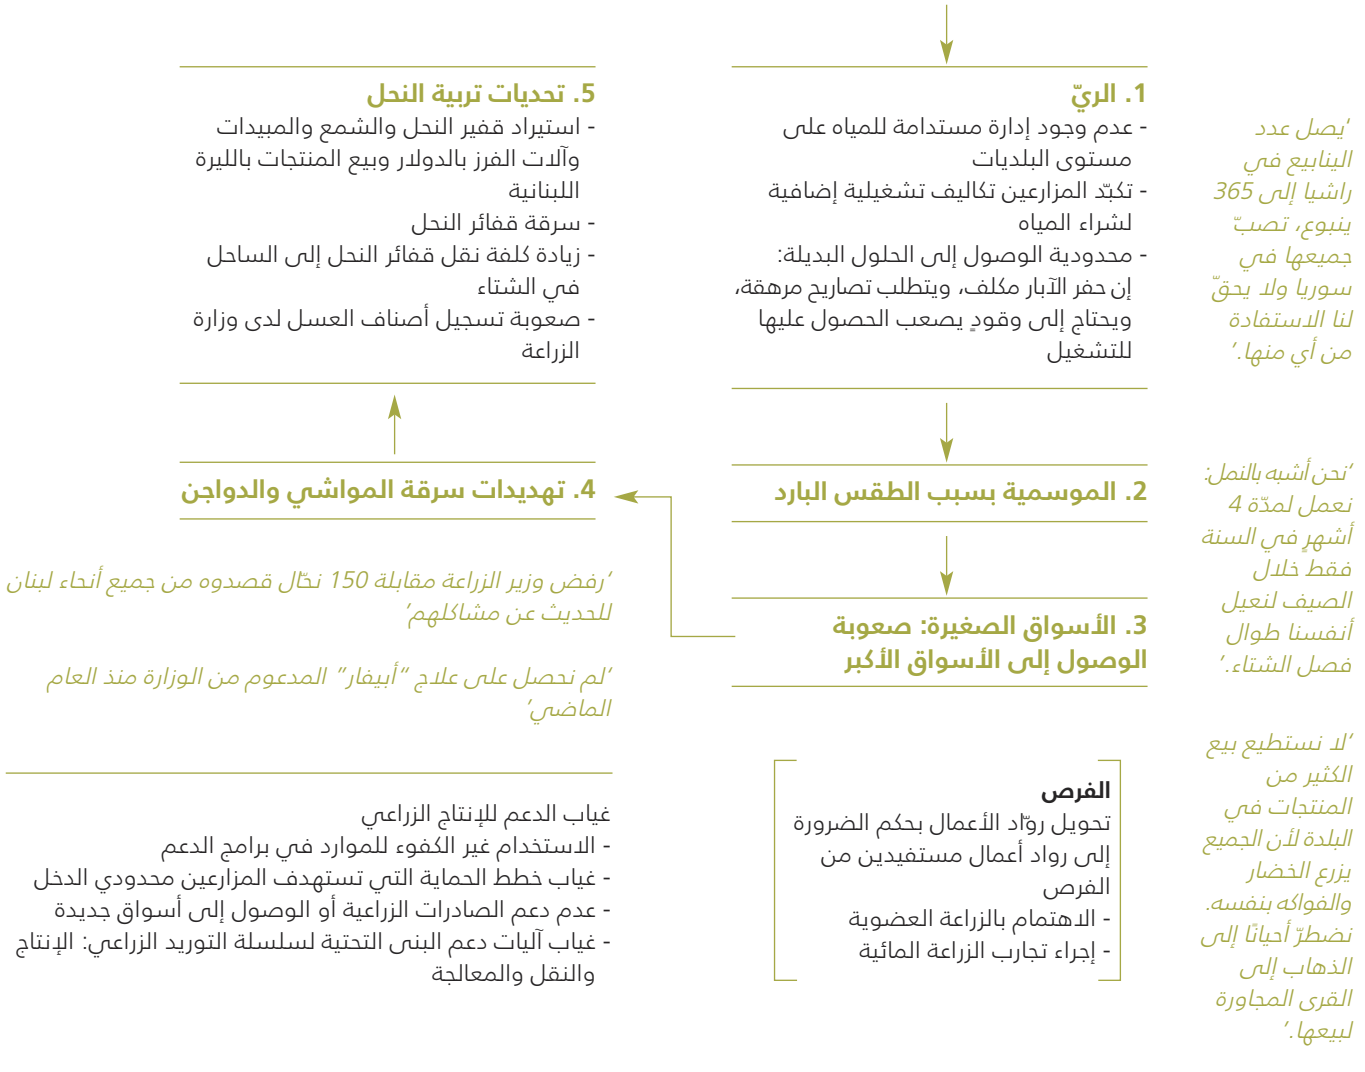 'يصل عدد
الينابيع في
راشيا إلى 365
ينبوع، تصبّ
جميعها في
سوريا ولا يحقّ
لنا الاستفادة
من أي منها.'
1. الريّ
- عدم وجود إدارة مستدامة للمياه على
مستوى البلديات
- تكبّد المزارعين تكاليف تشغيلية إضافية
لشراء المياه
- محدودية الوصول إلى الحلول البديلة:
إن حفر الآبار مكلف، ويتطلب تصاريح مرهقة،
ويحتاج إلى وقودٍ يصعب الحصول عليها
للتشغيل
'نحن أشبه بالنمل:
نعمل لمدّة 4
أشهرٍ في السنة
فقط خلال
الصيف لنعيل
أنفسنا طوال
فصل الشتاء.'
2. الموسمية بسبب الطقس البارد
3. الأسواق الصغيرة: صعوبة
الوصول إلى الأسواق الأكبر
'لا نستطيع بيع
الكثير من
المنتجات في
البلدة لأن الجميع
يزرع الخضار
والفواكه بنفسه.
نضطرّ أحيانًا إلى
الذهاب إلى
القرى المجاورة
لبيعها.'
الفرص
تحويل روّاد الأعمال بحكم الضرورة
إلى رواد أعمال مستفيدين من
الفرص
- الاهتمام بالزراعة العضوية
- إجراء تجارب الزراعة المائية
4. تهديدات سرقة المواشي والدواجن
5. تحديات تربية النحل
- استيراد قفير النحل والشمع والمبيدات
وآلات الفرز بالدولار وبيع المنتجات بالليرة
اللبنانية
- سرقة قفائر النحل
- زيادة كلفة نقل قفائر النحل إلى الساحل
في الشتاء
- صعوبة تسجيل أصناف العسل لدى وزارة
الزراعة
'رفض وزير الزراعة مقابلة 150 نحّال قصدوه من جميع أنحاء لبنان
للحديث عن مشاكلهم'
'لم نحصل على علاج "أبيفار" المدعوم من الوزارة منذ العام
الماضي'
غياب الدعم للإنتاج الزراعي
- الاستخدام غير الكفوء للموارد في برامج الدعم
- غياب خطط الحماية التي تستهدف المزارعين محدودي الدخل
- عدم دعم الصادرات الزراعية أو الوصول إلى أسواق جديدة
- غياب آليات دعم البنى التحتية لسلسلة التوريد الزراعي: الإنتاج
والنقل والمعالجة